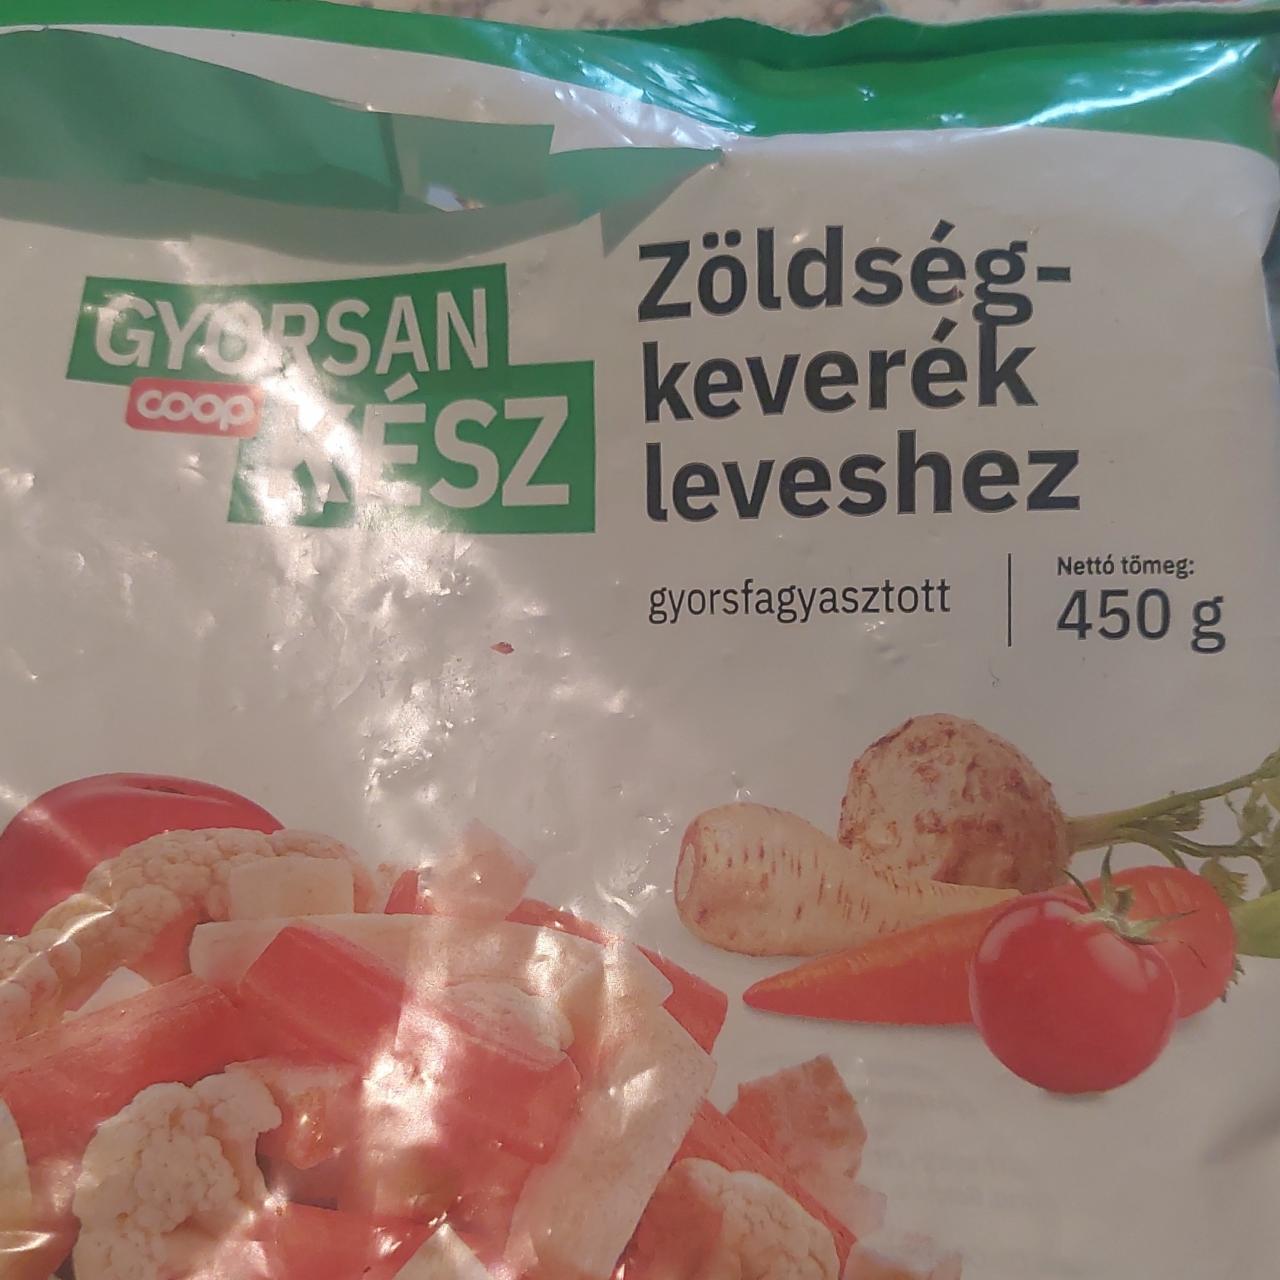 GYORSAN
coop
KÉSZ
Zöldség-
keverék
leveshez
gyorsfagyasztott
Nettó tömeg:
450 g